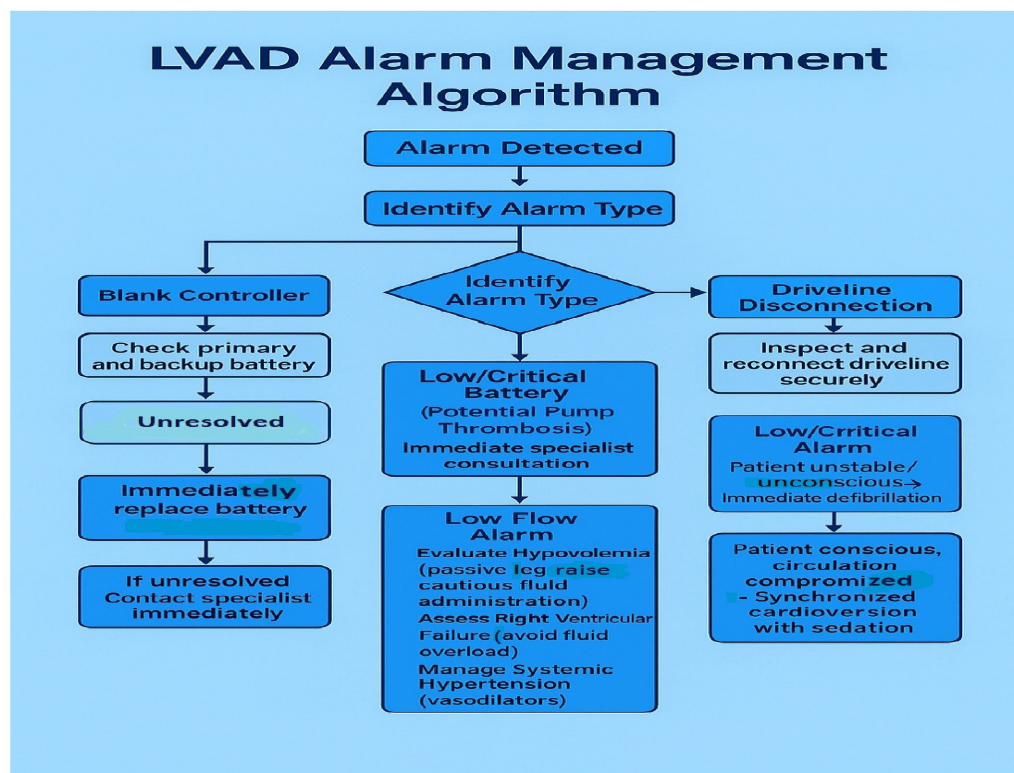 LVAD Alarm Management
Algorithm
Alarm Detected
Identify Alarm Type
Identify
Alarm Type
Blank Controller
Check primary
and backup battery
Unresolved
Immediately
replace battery
If unresolved
Contact specialist
immediately
Low/Critical
Battery
(Potential Pump
Thrombosis)
Immediate specialist
consultation
Low Flow
Alarm
Evaluate Hypovolemia
(passive leg raise
cautious fluld
administration)
Assess Right Ventricular
Failure (avoid fluid
overload)
Manage Systemic
Hypertension
(vasodilators)
Driveline
Disconnection
Inspect and
reconnect driveline
securely
Low/Crritical
Alarm
Patient unstable/
unconscious→
Immediate defibrillation
Patient conscious,
circulation
compromized
- Synchronized
cardioversion
with sedation